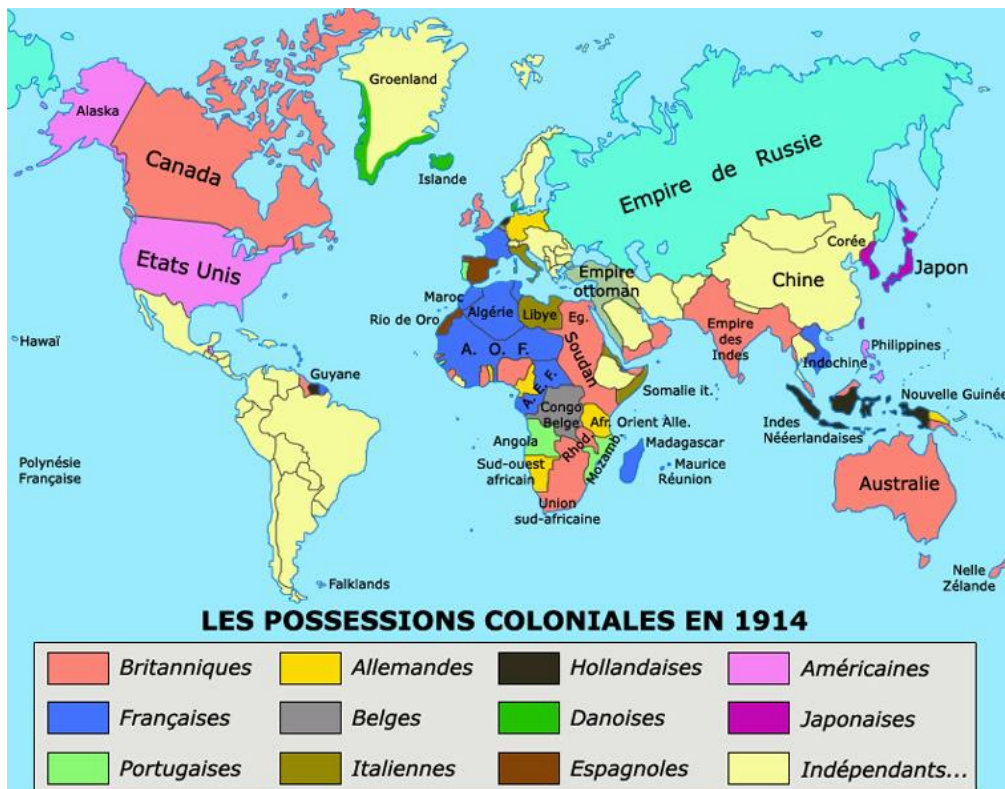 Groenland
Alaska
Canada
Islande
Empire de Russie
Etats Unis
Corée
Japon
Chine
Empire
ottoman
Maroc
Algérie
Libye
Eg.
Rio de Oro
Hawaï
A. O. F.
Soudan
Empire
des
Indes
Philippines
Indochine
Guyane
A. E. F.
Somalie it.
Nouvelle Guinée
Congo
Belge
Afr. Orient Alle.
Indes
Nééerlandaises
Angola
Rhod.
Mozamb.
Madagascar
Polynésie
Française
Sud-ouest
africain
Maurice
Réunion
Australie
Union
sud-africaine
Falklands
Nelle
Zélande
LES POSSESSIONS COLONIALES EN 1914
Britanniques Allemandes Hollandaises Américaines
Françaises Belges Danoises Japonaises
Portugaises Italiennes Espagnoles Indépendants...